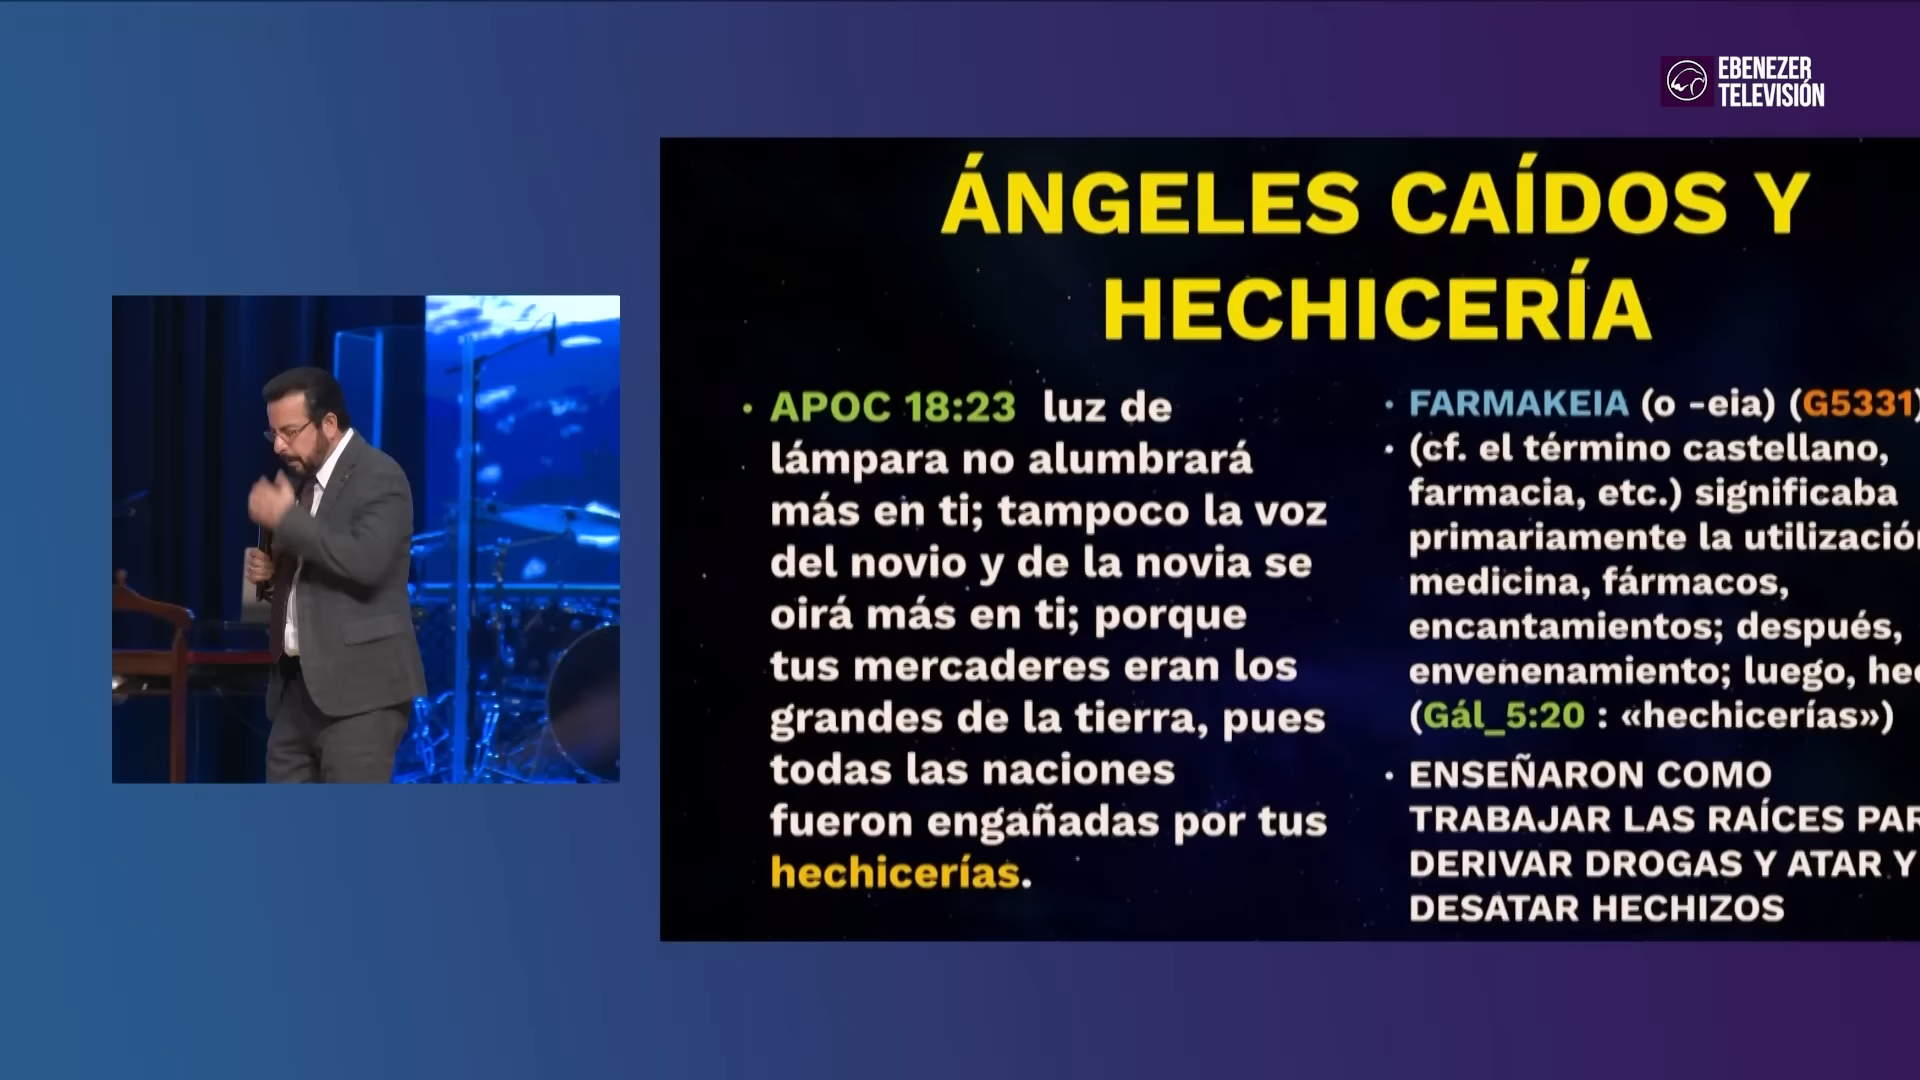 EBENEZER
TELEVISIÓN
ÁNGELES CAÍDOS Y
HECHICERÍA
• APOC 18:23 luz de
lámpara no alumbrará
más en ti; tampoco la voz
del novio y de la novia se
oirá más en ti; porque
tus mercaderes eran los
grandes de la tierra, pues
todas las naciones
fueron engañadas por tus
hechicerías.
• FARMAKEIA (o -eia) (G5331)
• (cf. el término castellano,
farmacia, etc.) significaba
primariamente la
medicina, fármacos,
encantamientos; después,
envenenamiento; luego,
(Gál_5:20 : «hechicerías»)
• ENSEÑARON COMO
TRABAJAR LAS RAÍCES
DERIVAR DROGAS Y ATAR Y
DESATAR HECHIZOS